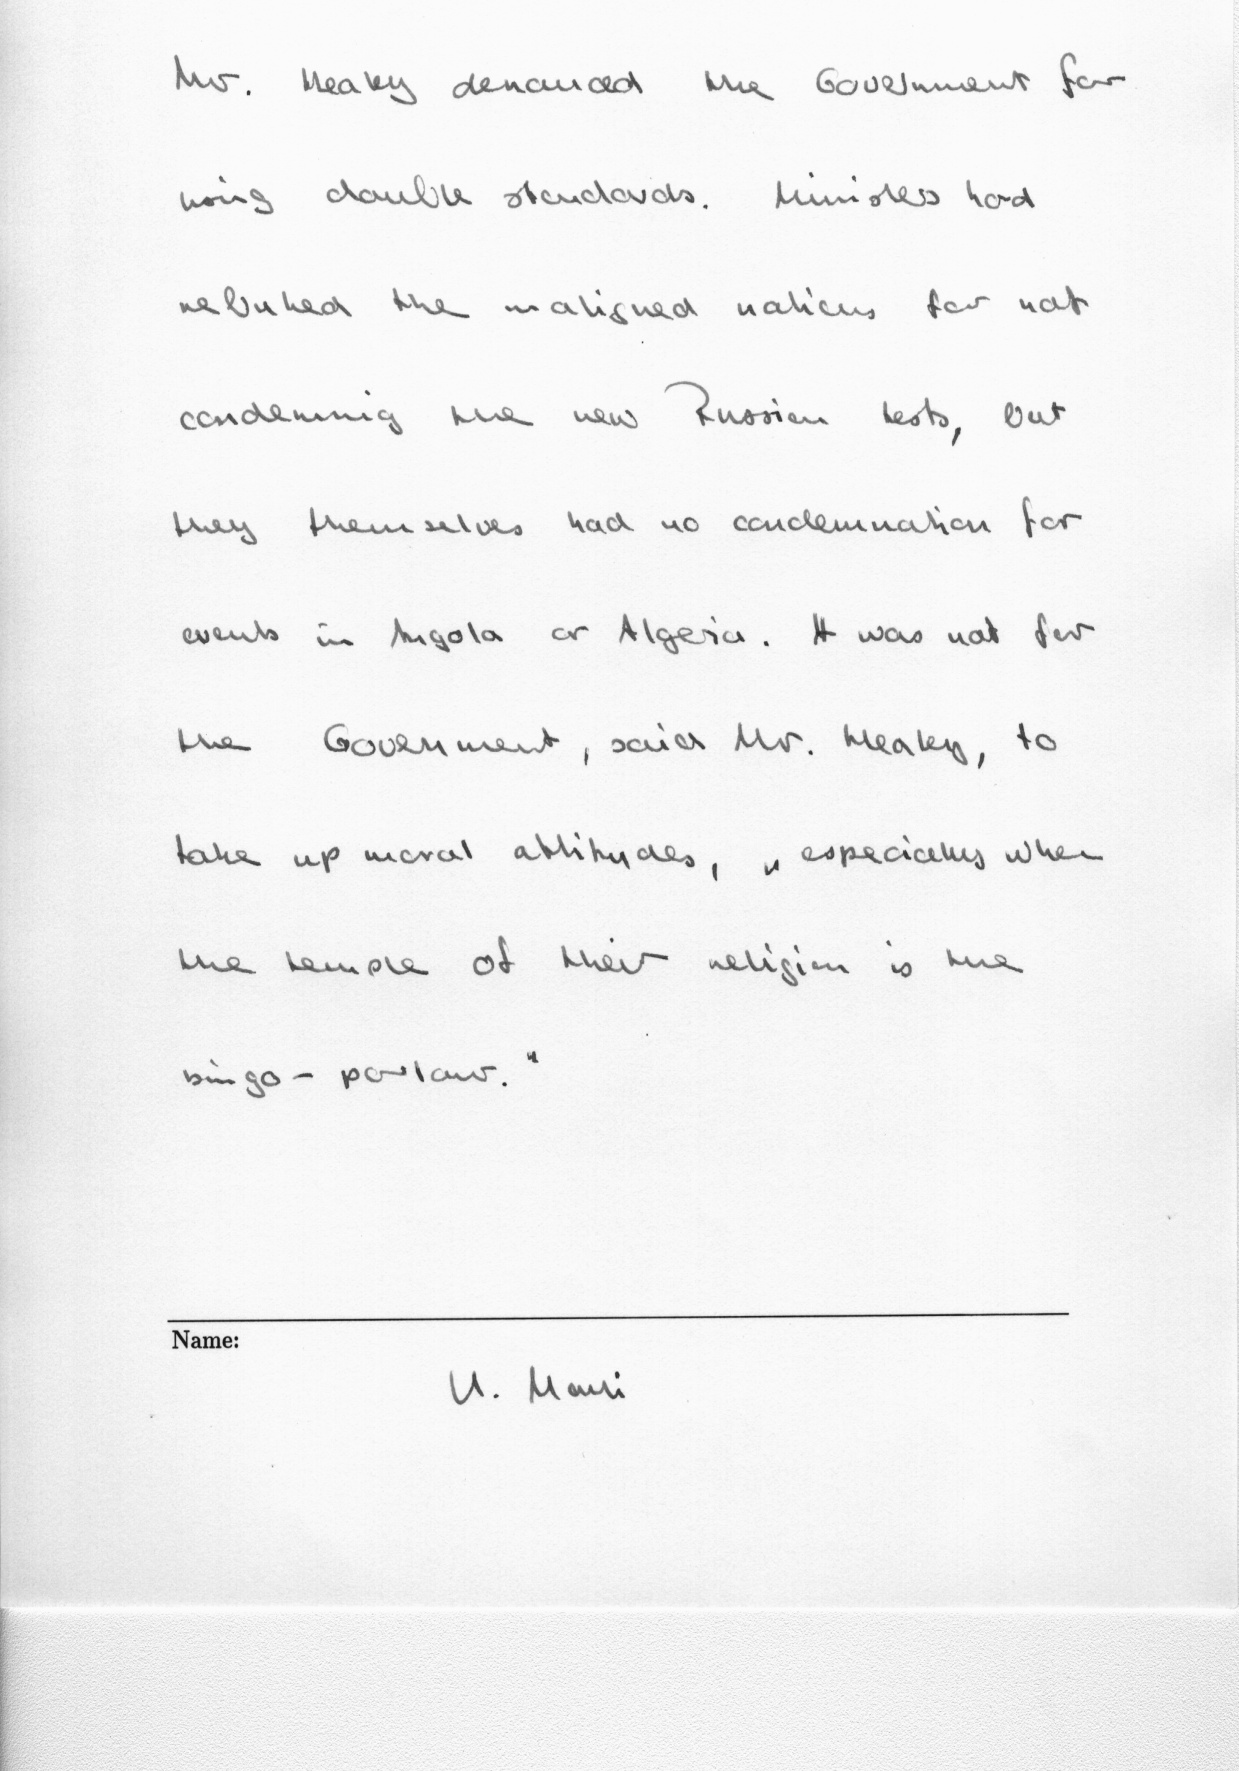 Mr. Healey denounced the Government for
using double standards. Ministers had
rebuked the maligned nations for not
condemning the new Russian tests, but
they themselves had no condemnation for
events in Angola or Algeria. It was not for
the Government, said Mr. Healey, to
take up moral attitudes, „especially when
the temple of their religion is the
bingo-parlour."
Name:
U.